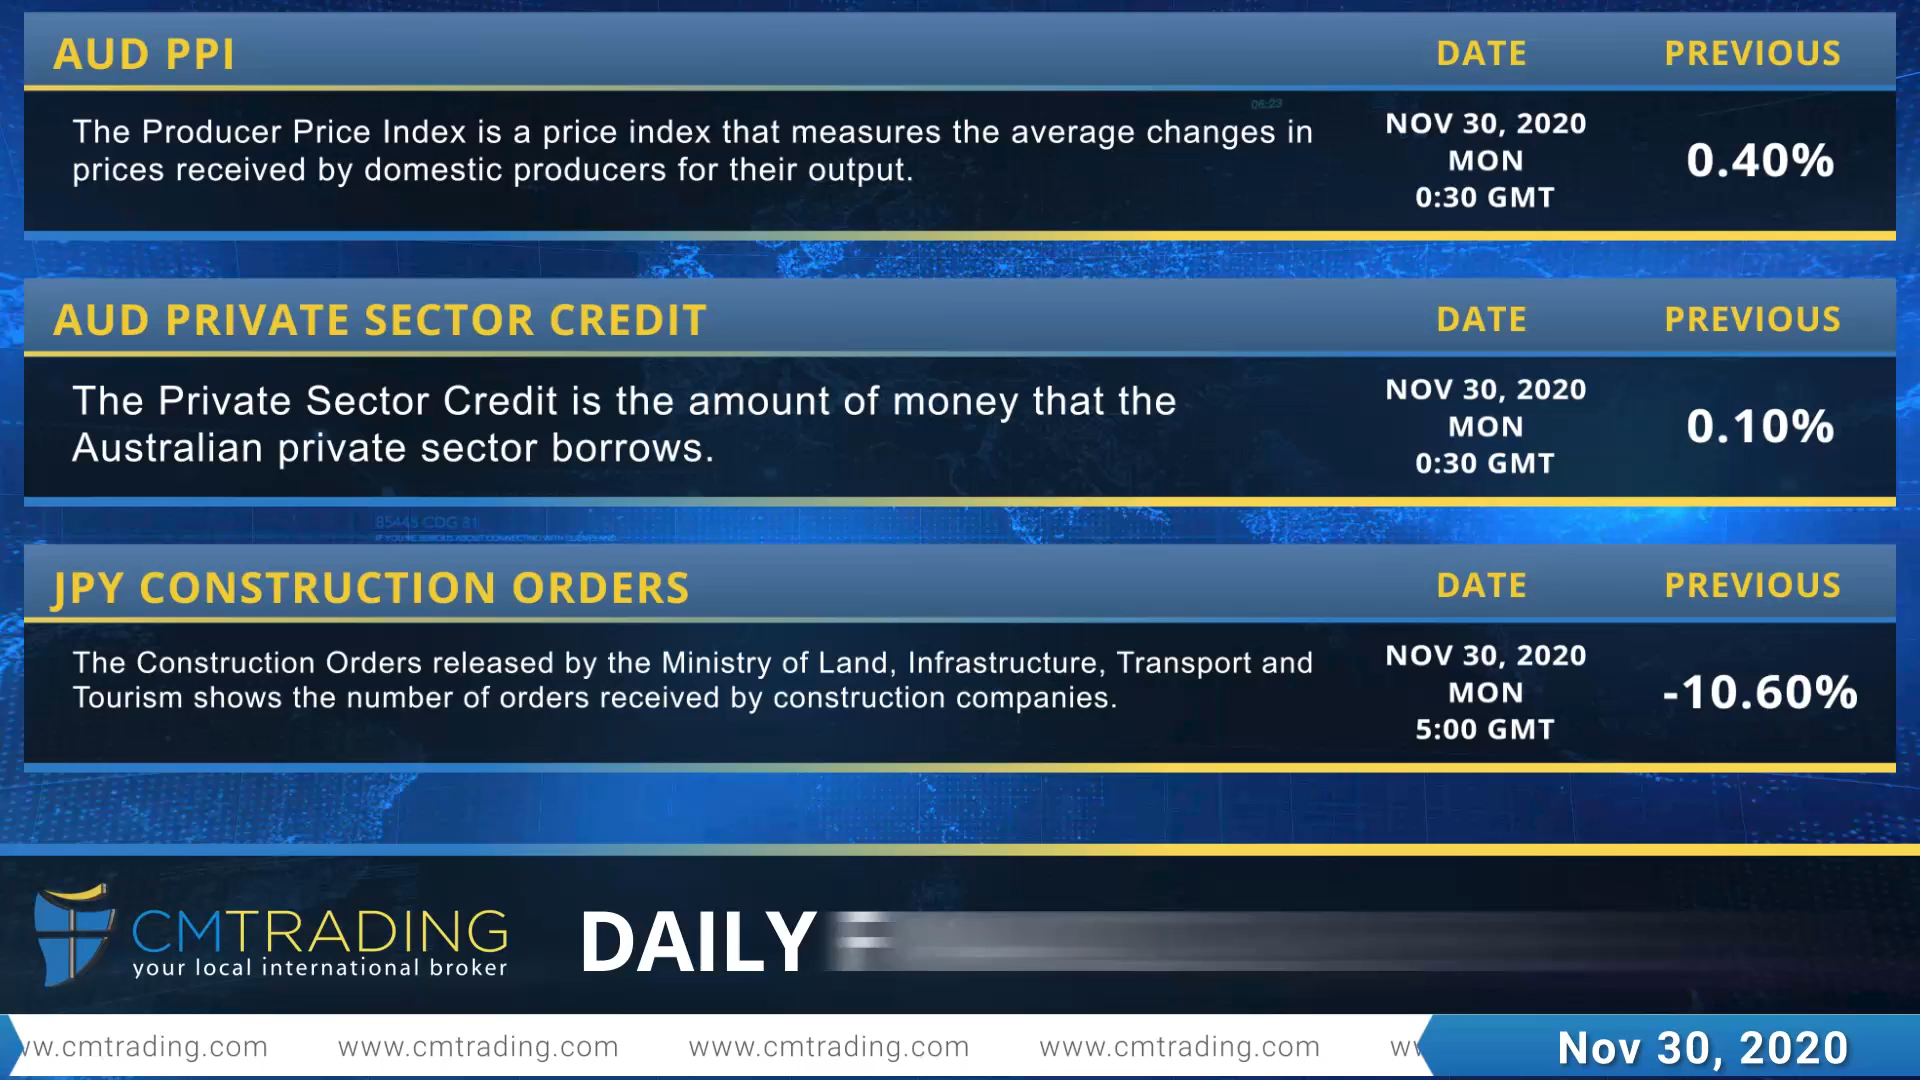 AUD PPI
DATE
PREVIOUS
The Producer Price Index is a price index that measures the average changes in
prices received by domestic producers for their output.
NOV 30, 2020
MON
0:30 GMT
0.40%
06:23
AUD PRIVATE SECTOR CREDIT
DATE
PREVIOUS
The Private Sector Credit is the amount of money that the
Australian private sector borrows.
NOV 30, 2020
MON
0:30 GMT
0.10%
85445 CDG 81
JPY CONSTRUCTION ORDERS
DATE
PREVIOUS
The Construction Orders released by the Ministry of Land, Infrastructure, Transport and
Tourism shows the number of orders received by construction companies.
NOV 30, 2020
MON
5:00 GMT
-10.60%
CMTRADING
your local international broker
DAILY
www.cmtrading.com www.cmtrading.com www.cmtrading.com
Nov 30, 2020